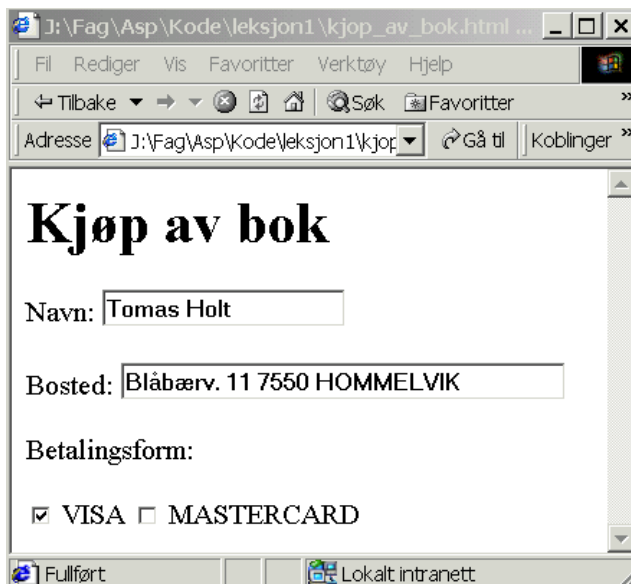 J:\Fag\Asp\Kode\leksjon1\kjop_av_bok.html ...
Fil Rediger Vis Favoritter Verktøy Hjelp
Tilbake Søk Favoritter »
Adresse J:\Fag\Asp\Kode\leksjon1\kjop Gå til Koblinger »
Kjøp av bok
Navn: Tomas Holt
Bosted: Blåbærv. 11 7550 HOMMELVIK
Betalingsform:
VISA MASTERCARD
Fullført Lokalt intranett